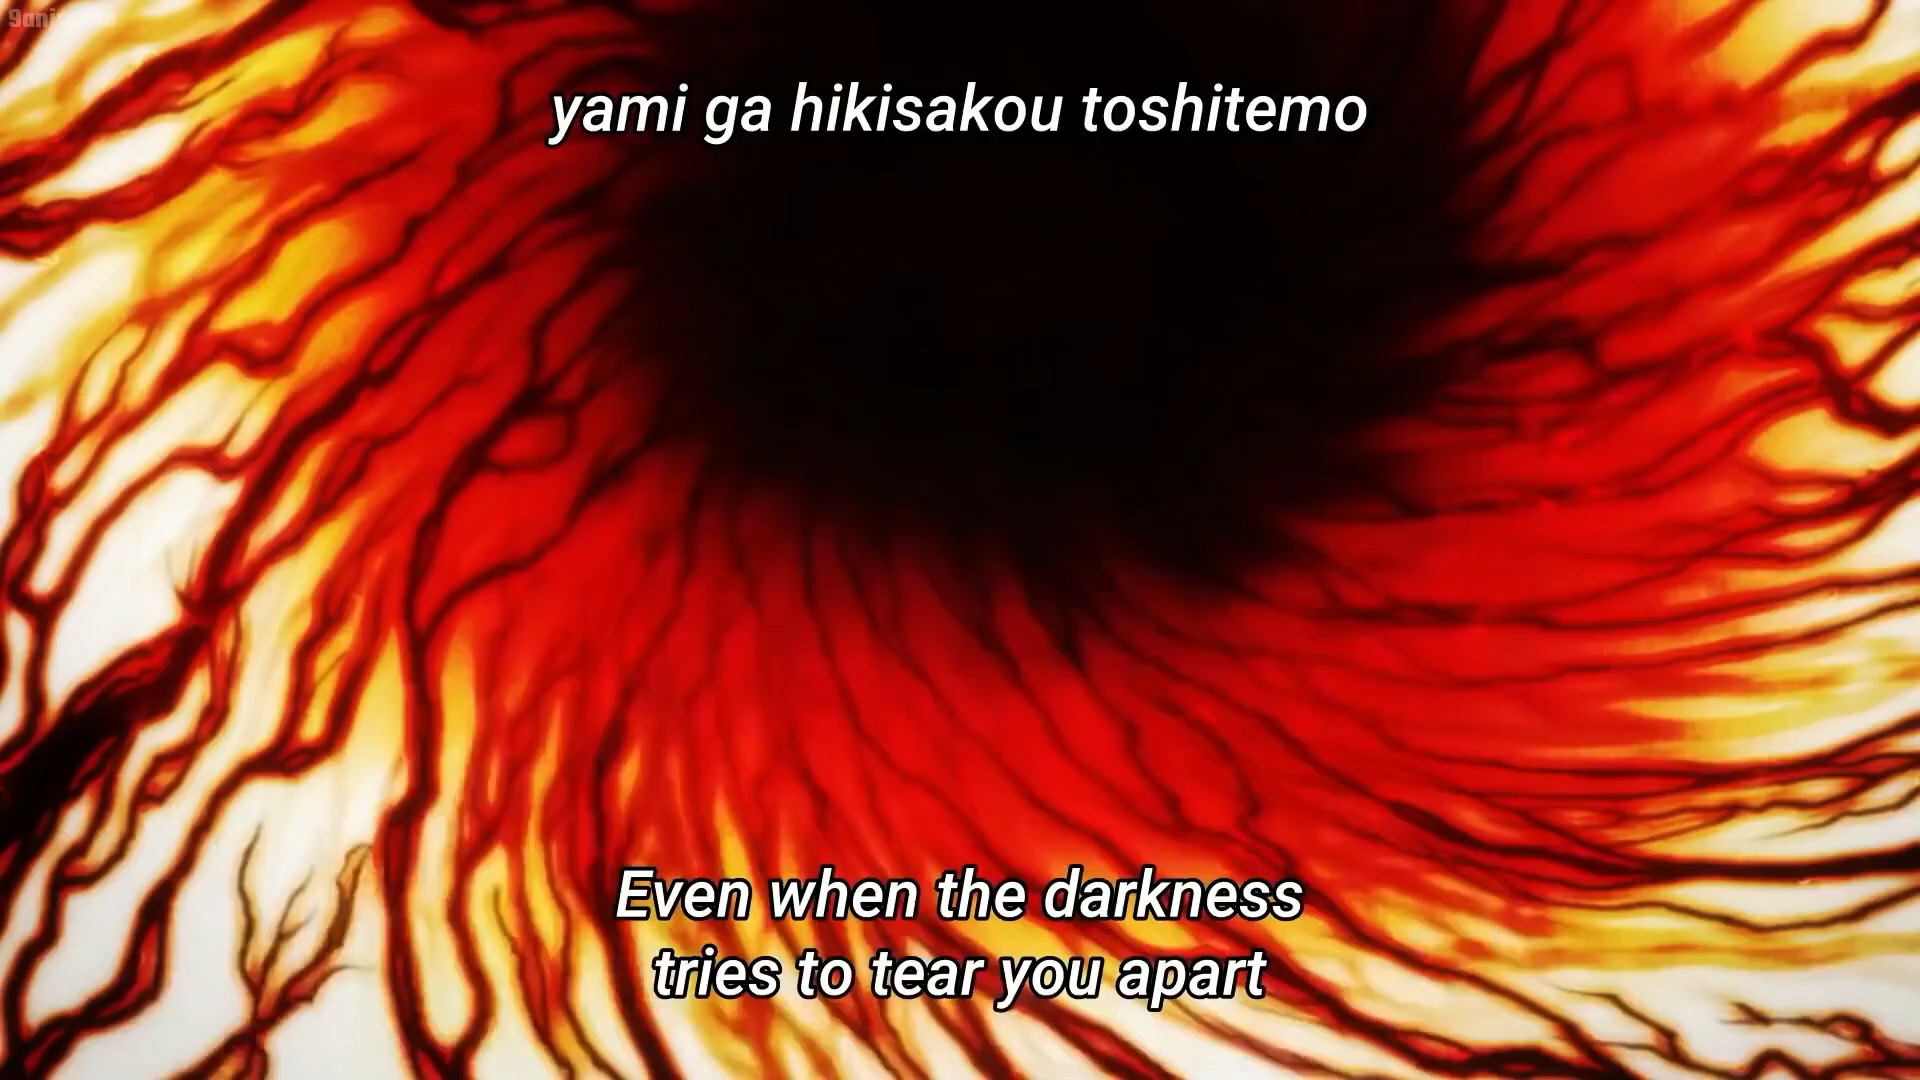 yami ga hikisakou toshitemo
Even when the darkness
tries to tear you apart